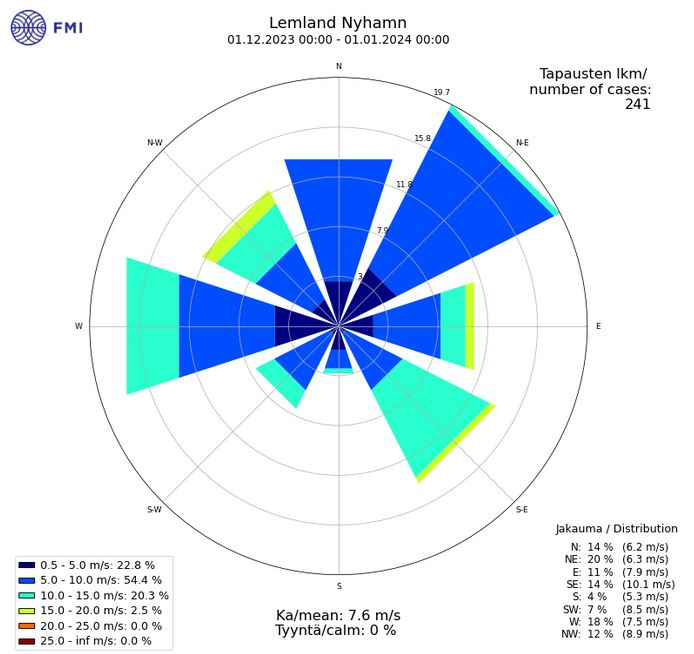 FMI
Lemland Nyhamn
01.12.2023 00:00 - 01.01.2024 00:00
Tapausten lkm/
number of cases:
241
N
19.7
15.8
11.8
7.9
N-W
N-E
W
E
S-W
S-E
S
0.5 - 5.0 m/s: 22.8 %
5.0 - 10.0 m/s: 54.4 %
10.0 - 15.0 m/s: 20.3 %
15.0 - 20.0 m/s: 2.5 %
20.0 - 25.0 m/s: 0.0 %
25.0 - inf m/s: 0.0 %
Ka/mean: 7.6 m/s
Tyyntä/calm: 0 %
Jakauma / Distribution
N: 14 % (6.2 m/s)
NE: 20 % (6.3 m/s)
E: 11 % (7.9 m/s)
SE: 14 % (10.1 m/s)
S: 4 % (5.3 m/s)
SW: 7 % (8.5 m/s)
W: 18 % (7.5 m/s)
NW: 12 % (8.9 m/s)